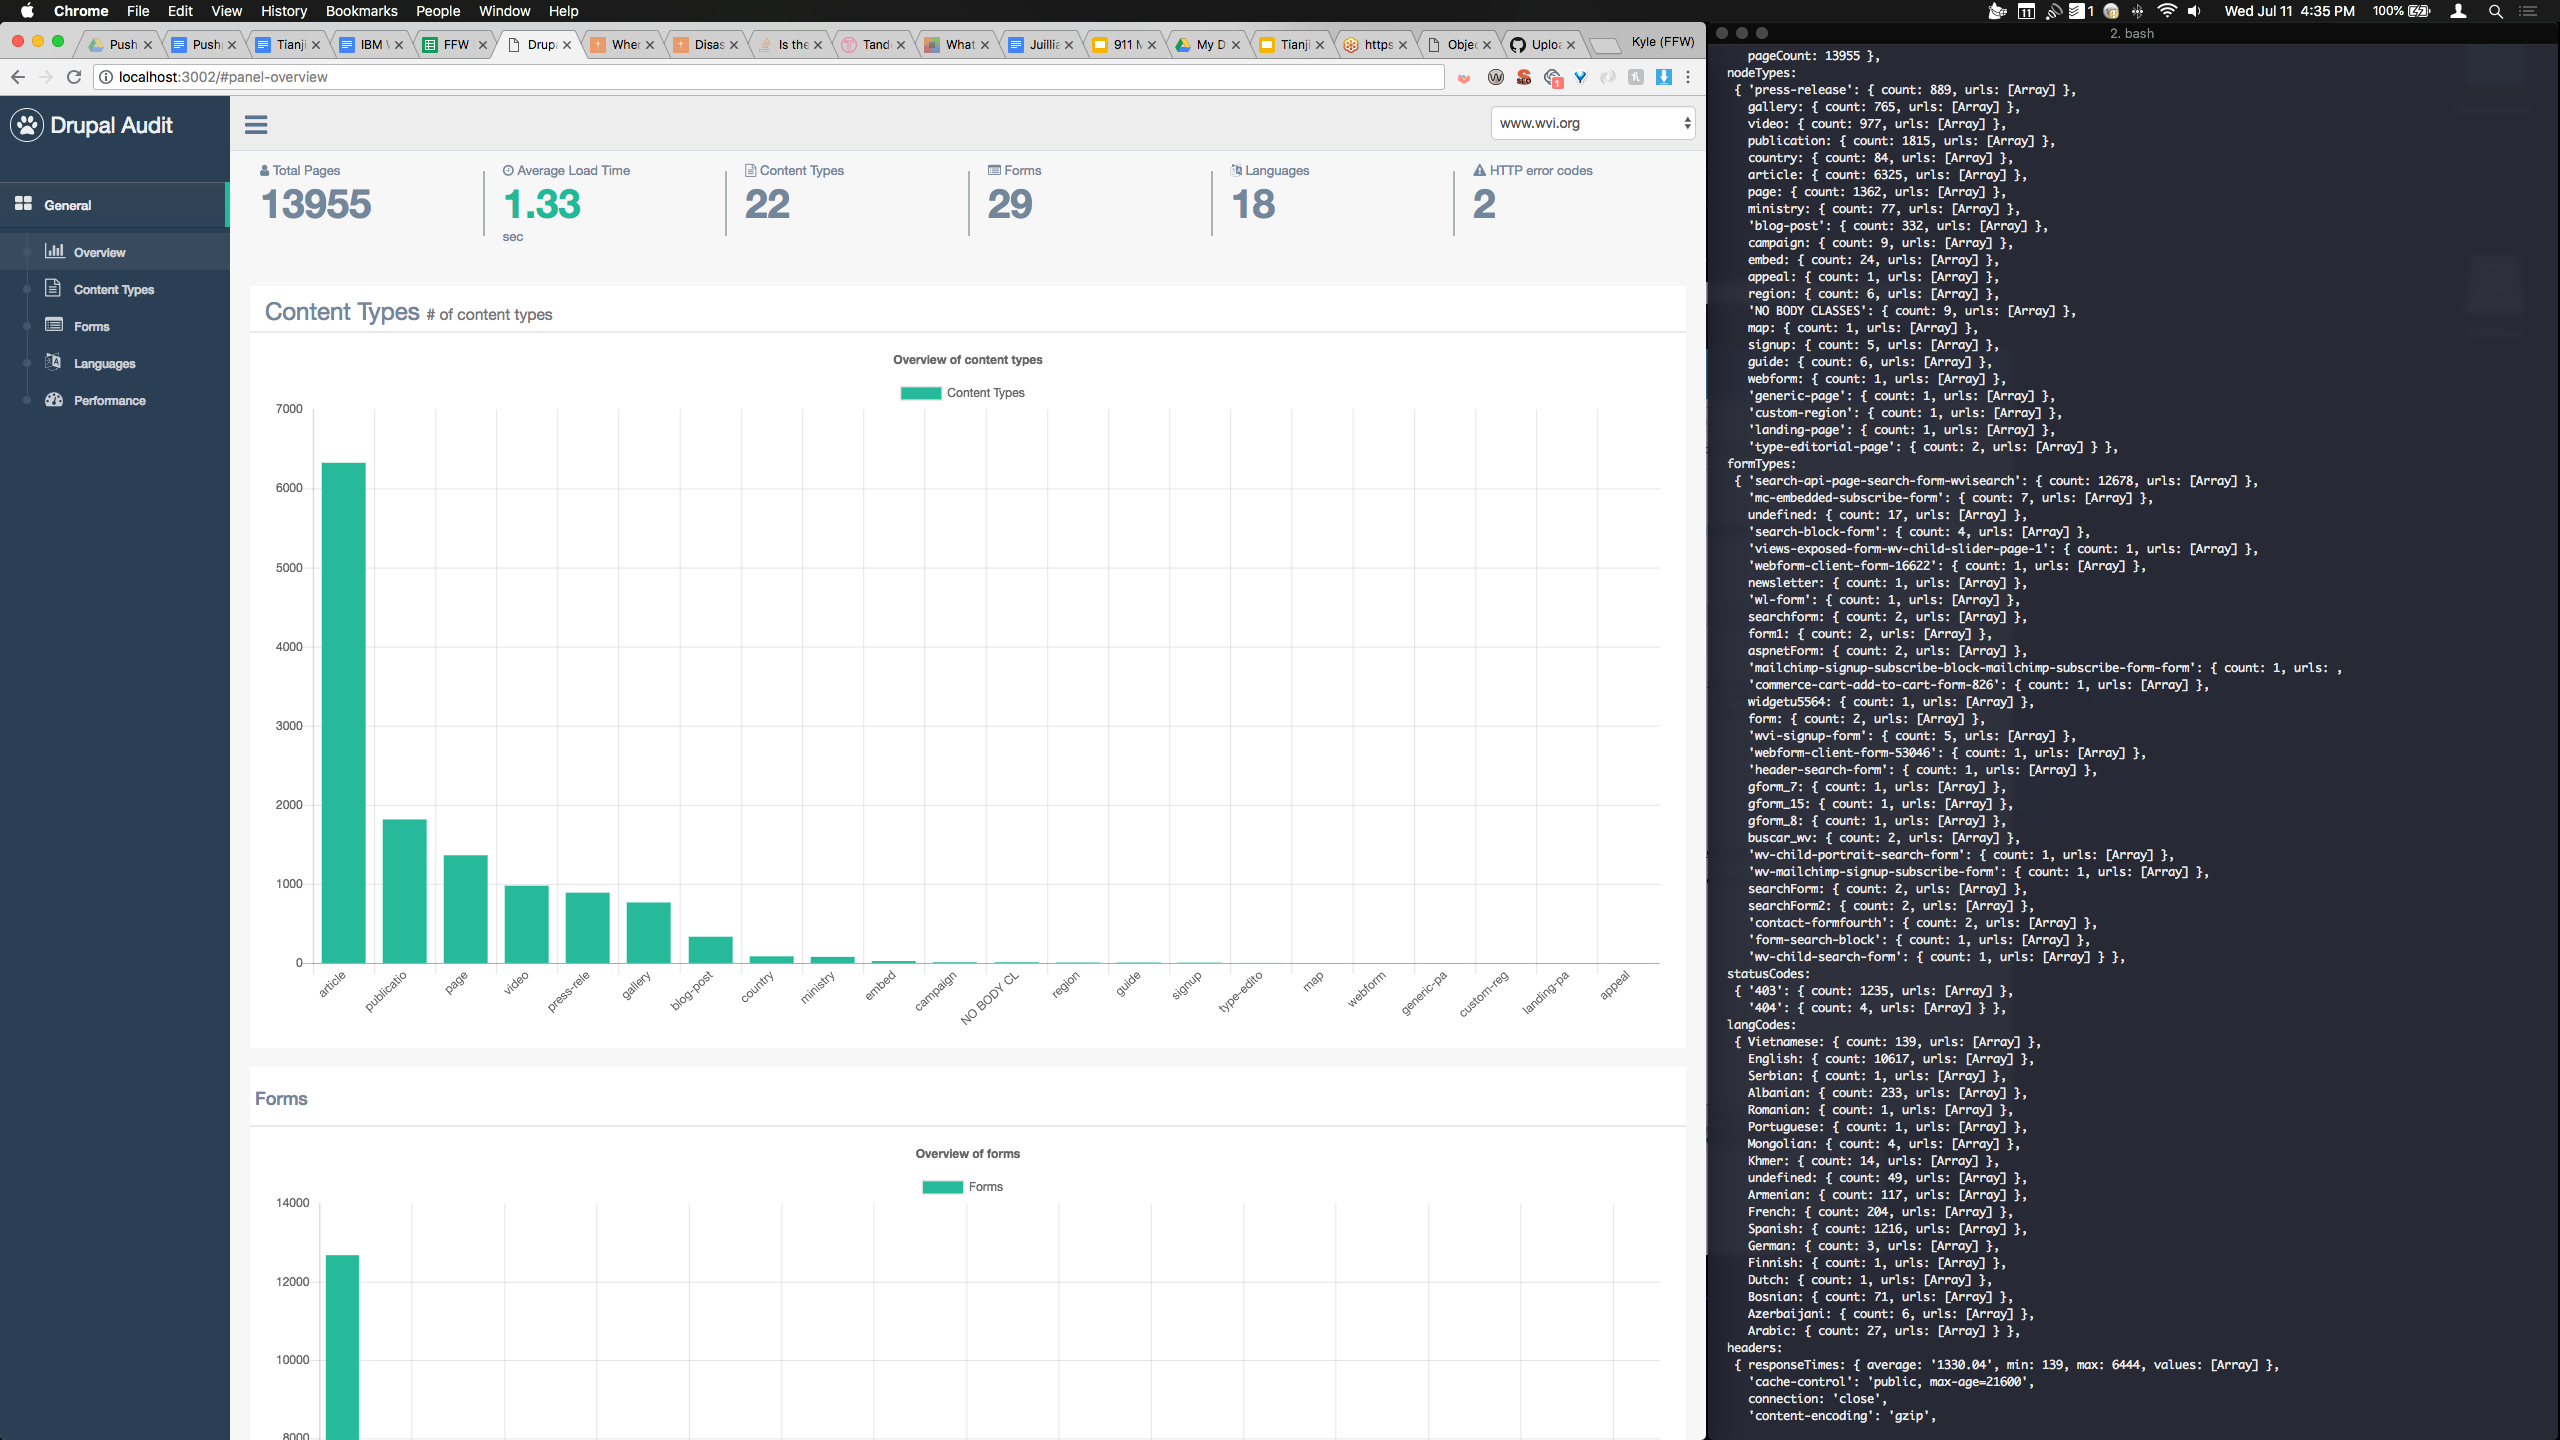 Chrome File Edit View History Bookmarks People Window Help
11
1
Wed Jul 11 4:35 PM 100%
Push
Push
Tianji
IBM
FFW
Drupa
Wher
Disas
Is the
Tand
What
Juillia
911 M
My D
Tianji
https
Objec
Uploa
Kyle (FFW)
localhost:3002/#panel-overview
Drupal Audit
General
Overview
Content Types
Forms
Languages
Performance
www.wvi.org
Total Pages
13955
Average Load Time
1.33
sec
Content Types
22
Forms
29
Languages
18
HTTP error codes
2
Content Types # of content types
Overview of content types
Content Types
7000
6000
5000
4000
3000
2000
1000
0
article
publicatio
page
video
press-rele
gallery
blog-post
country
ministry
embed
campaign
NO BODY CL
region
guide
signup
type-edito
map
webform
generic-pa
custom-reg
landing-pa
appeal
Forms
Overview of forms
Forms
14000
12000
10000
8000
2. bash
pageCount: 13955 },
nodeTypes:
{ 'press-release': { count: 889, urls: [Array] },
gallery: { count: 765, urls: [Array] },
video: { count: 977, urls: [Array] },
publication: { count: 1815, urls: [Array] },
country: { count: 84, urls: [Array] },
article: { count: 6325, urls: [Array] },
page: { count: 1362, urls: [Array] },
ministry: { count: 77, urls: [Array] },
'blog-post': { count: 332, urls: [Array] },
campaign: { count: 9, urls: [Array] },
embed: { count: 24, urls: [Array] },
appeal: { count: 1, urls: [Array] },
region: { count: 6, urls: [Array] },
'NO BODY CLASSES': { count: 9, urls: [Array] },
map: { count: 1, urls: [Array] },
signup: { count: 5, urls: [Array] },
guide: { count: 6, urls: [Array] },
webform: { count: 1, urls: [Array] },
'generic-page': { count: 1, urls: [Array] },
'custom-region': { count: 1, urls: [Array] },
'landing-page': { count: 1, urls: [Array] },
'type-editorial-page': { count: 2, urls: [Array] } },
formTypes:
{ 'search-api-page-search-form-wvisearch': { count: 12678, urls: [Array] },
'mc-embedded-subscribe-form': { count: 7, urls: [Array] },
undefined: { count: 17, urls: [Array] },
'search-block-form': { count: 4, urls: [Array] },
'views-exposed-form-wv-child-slider-page-1': { count: 1, urls: [Array] },
'webform-client-form-16622': { count: 1, urls: [Array] },
newsletter: { count: 1, urls: [Array] },
'wl-form': { count: 1, urls: [Array] },
searchform: { count: 2, urls: [Array] },
form1: { count: 2, urls: [Array] },
aspnetForm: { count: 2, urls: [Array] },
'mailchimp-signup-subscribe-block-mailchimp-subscribe-form-form': { count: 1, urls: ,
'commerce-cart-add-to-cart-form-826': { count: 1, urls: [Array] },
widgetu5564: { count: 1, urls: [Array] },
form: { count: 2, urls: [Array] },
'wvi-signup-form': { count: 5, urls: [Array] },
'webform-client-form-53046': { count: 1, urls: [Array] },
'header-search-form': { count: 1, urls: [Array] },
gform_7: { count: 1, urls: [Array] },
gform_15: { count: 1, urls: [Array] },
gform_8: { count: 1, urls: [Array] },
buscar_wv: { count: 2, urls: [Array] },
'wv-child-portrait-search-form': { count: 1, urls: [Array] },
'wv-mailchimp-signup-subscribe-form': { count: 1, urls: [Array] },
searchForm: { count: 2, urls: [Array] },
searchForm2: { count: 2, urls: [Array] },
'contact-formfourth': { count: 2, urls: [Array] },
'form-search-block': { count: 1, urls: [Array] },
'wv-child-search-form': { count: 1, urls: [Array] } },
statusCodes:
{ '403': { count: 1235, urls: [Array] },
'404': { count: 4, urls: [Array] } },
langCodes:
{ Vietnamese: { count: 139, urls: [Array] },
English: { count: 10617, urls: [Array] },
Serbian: { count: 1, urls: [Array] },
Albanian: { count: 233, urls: [Array] },
Romanian: { count: 1, urls: [Array] },
Portuguese: { count: 1, urls: [Array] },
Mongolian: { count: 4, urls: [Array] },
Khmer: { count: 14, urls: [Array] },
undefined: { count: 49, urls: [Array] },
Armenian: { count: 117, urls: [Array] },
French: { count: 204, urls: [Array] },
Spanish: { count: 1216, urls: [Array] },
German: { count: 3, urls: [Array] },
Finnish: { count: 1, urls: [Array] },
Dutch: { count: 1, urls: [Array] },
Bosnian: { count: 71, urls: [Array] },
Azerbaijani: { count: 6, urls: [Array] },
Arabic: { count: 27, urls: [Array] } },
headers:
{ responseTimes: { average: '1330.04', min: 139, max: 6444, values: [Array] },
'cache-control': 'public, max-age=21600',
connection: 'close',
'content-encoding': 'gzip',